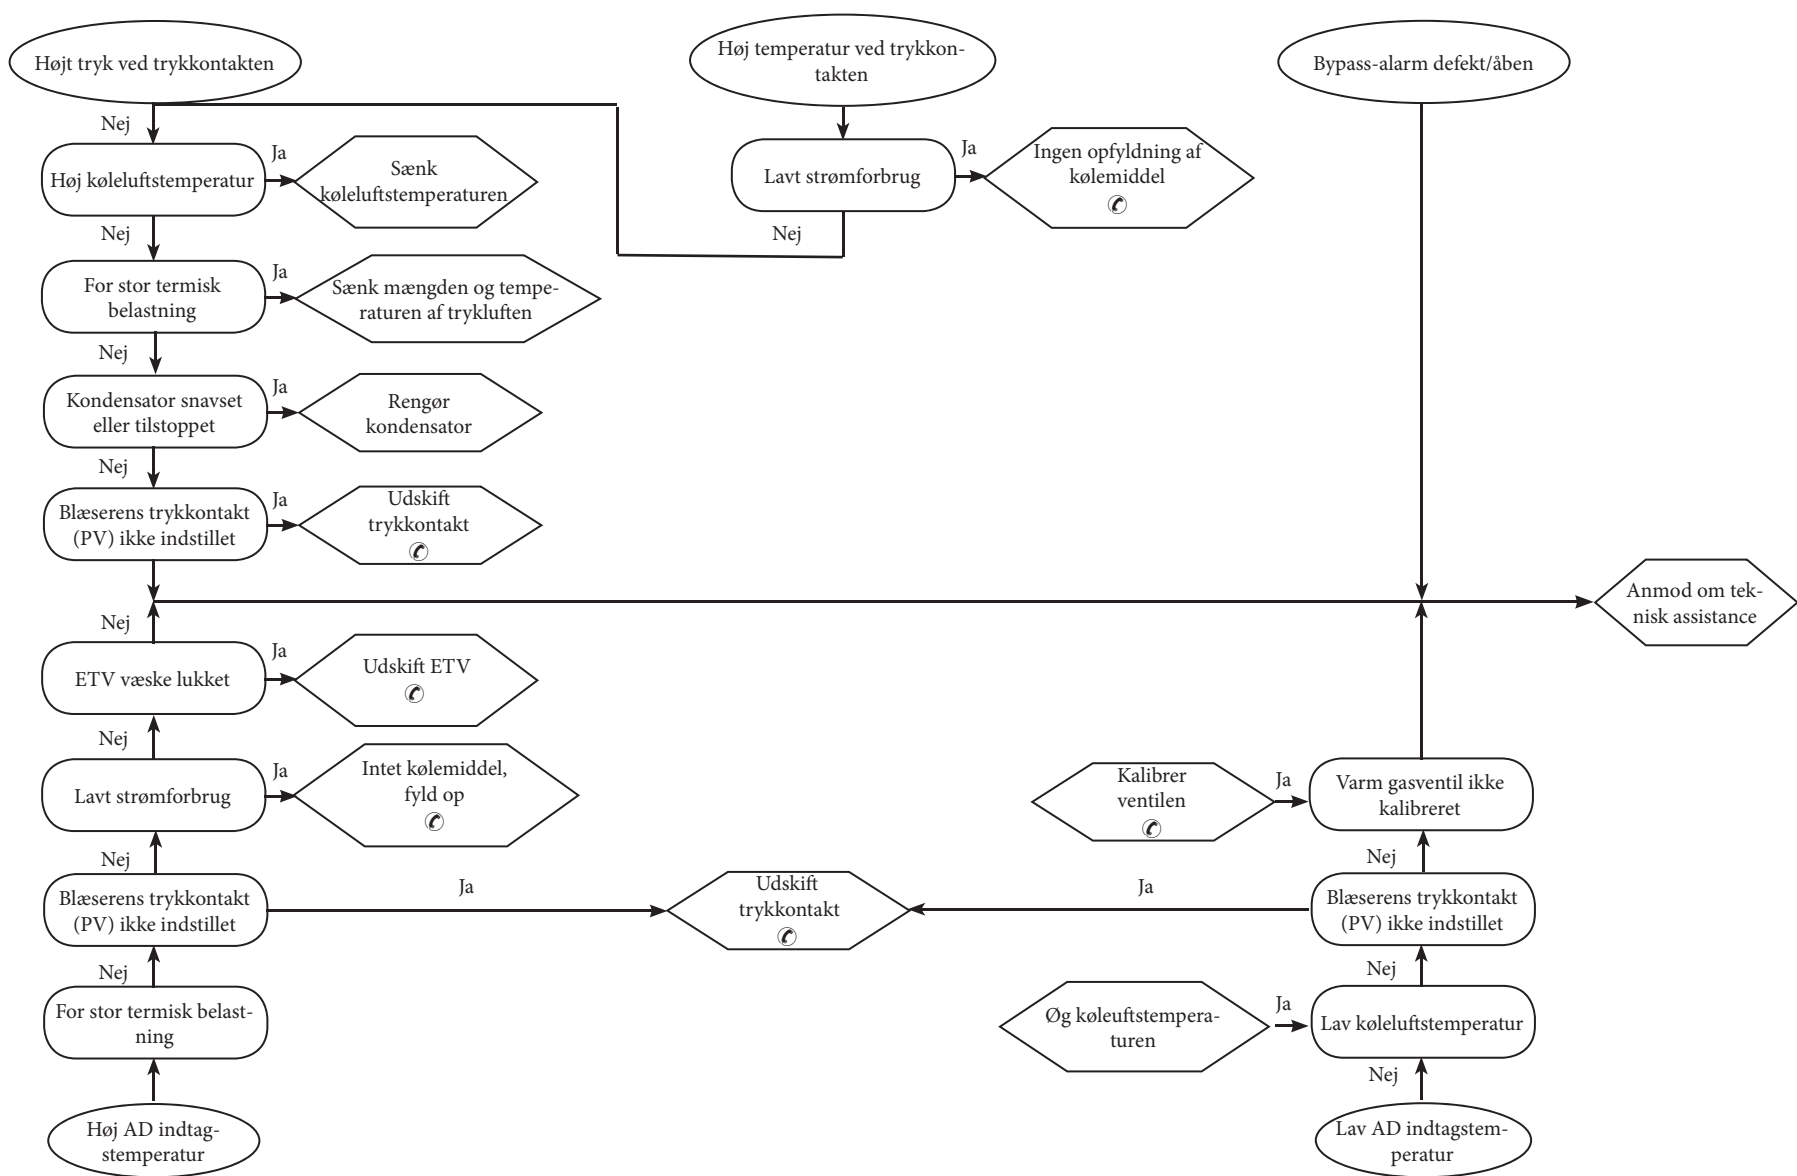 Højt tryk ved trykkontakten
Høj temperatur ved trykkon-
takten
Bypass-alarm defekt/åben
Nej
Høj køleluftstemperatur
Ja
Sænk
køleluftstemperaturen
Lavt strømforbrug
Ja
Ingen opfyldning af
kølemiddel
Nej
Nej
For stor termisk
belastning
Ja
Sænk mængden og tempe-
raturen af trykluften
Nej
Kondensator snavset
eller tilstoppet
Ja
Rengør
kondensator
Nej
Blæserens trykkontakt
(PV) ikke indstillet
Ja
Udskift
trykkontakt
Anmod om tek-
nisk assistance
Nej
ETV væske lukket
Ja
Udskift ETV
Nej
Lavt strømforbrug
Ja
Intet kølemiddel,
fyld op
Kalibrer
ventilen
Ja
Varm gasventil ikke
kalibreret
Nej
Nej
Blæserens trykkontakt
(PV) ikke indstillet
Ja
Udskift
trykkontakt
Ja
Blæserens trykkontakt
(PV) ikke indstillet
Nej
Nej
For stor termisk belast-
ning
Øg køleuftstempera-
turen
Ja
Lav køleluftstemperatur
Nej
Høj AD indtag-
stemperatur
Lav AD indtagstem-
peratur